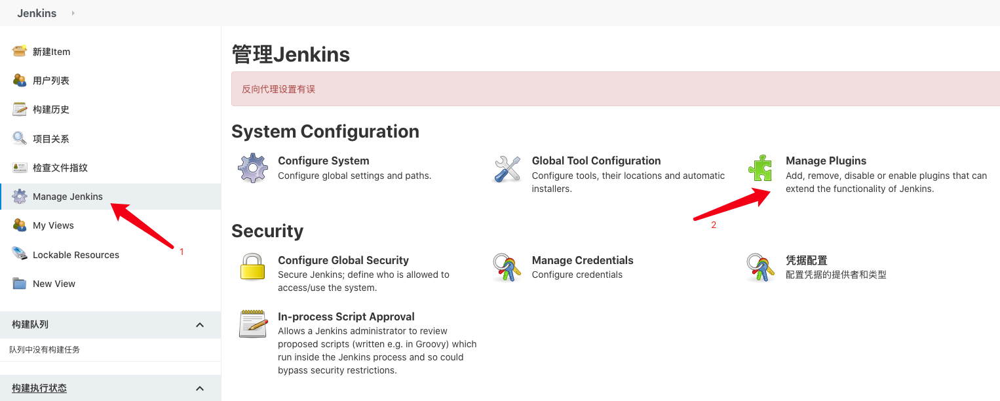 Jenkins
新建Item
用户列表
构建历史
项目关系
检查文件指纹
Manage Jenkins
1
My Views
Lockable Resources
New View
构建队列
队列中没有构建任务
构建执行状态
管理Jenkins
反向代理设置有误
System Configuration
Configure System
Configure global settings and paths.
Global Tool Configuration
Configure tools, their locations and automatic
installers.
Manage Plugins
Add, remove, disable or enable plugins that can
extend the functionality of Jenkins.
2
Security
Configure Global Security
Secure Jenkins; define who is allowed to
access/use the system.
Manage Credentials
Configure credentials
凭据配置
配置凭据的提供者和类型
In-process Script Approval
Allows a Jenkins administrator to review
proposed scripts (written e.g. in Groovy) which
run inside the Jenkins process and so could
bypass security restrictions.